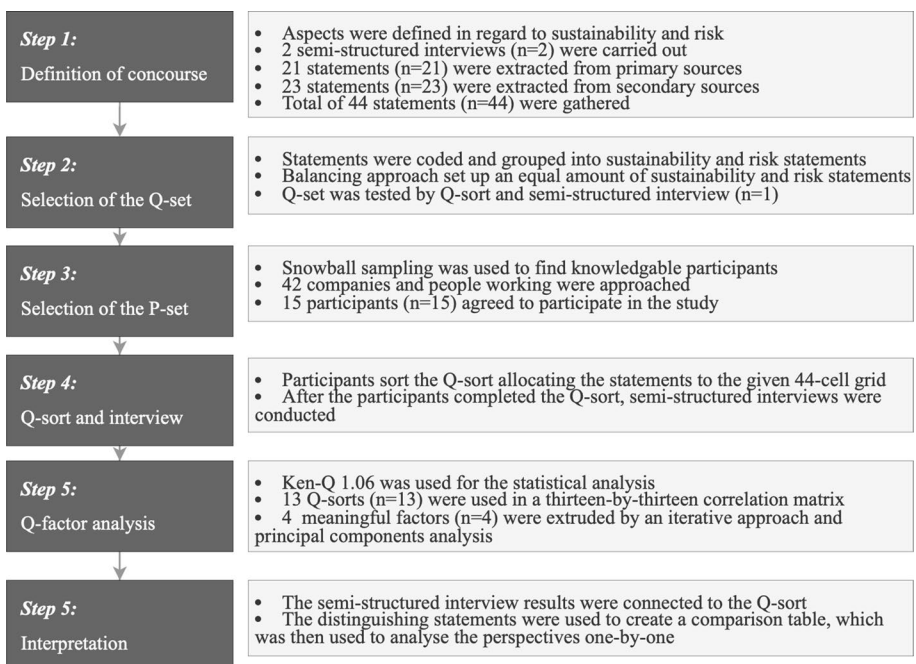 Step 1:
Definition of concourse
• Aspects were defined in regard to sustainability and risk
• 2 semi-structured interviews (n=2) were carried out
• 21 statements (n=21) were extracted from primary sources
• 23 statements (n=23) were extracted from secondary sources
• Total of 44 statements (n=44) were gathered
Step 2:
Selection of the Q-set
• Statements were coded and grouped into sustainability and risk statements
• Balancing approach set up an equal amount of sustainability and risk statements
• Q-set was tested by Q-sort and semi-structured interview (n=1)
Step 3:
Selection of the P-set
• Snowball sampling was used to find knowledgable participants
• 42 companies and people working were approached
• 15 participants (n=15) agreed to participate in the study
Step 4:
Q-sort and interview
• Participants sort the Q-sort allocating the statements to the given 44-cell grid
• After the participants completed the Q-sort, semi-structured interviews were
conducted
Step 5:
Q-factor analysis
• Ken-Q 1.06 was used for the statistical analysis
• 13 Q-sorts (n=13) were used in a thirteen-by-thirteen correlation matrix
• 4 meaningful factors (n=4) were extruded by an iterative approach and
principal components analysis
Step 5:
Interpretation
• The semi-structured interview results were connected to the Q-sort
• The distinguishing statements were used to create a comparison table, which
was then used to analyse the perspectives one-by-one